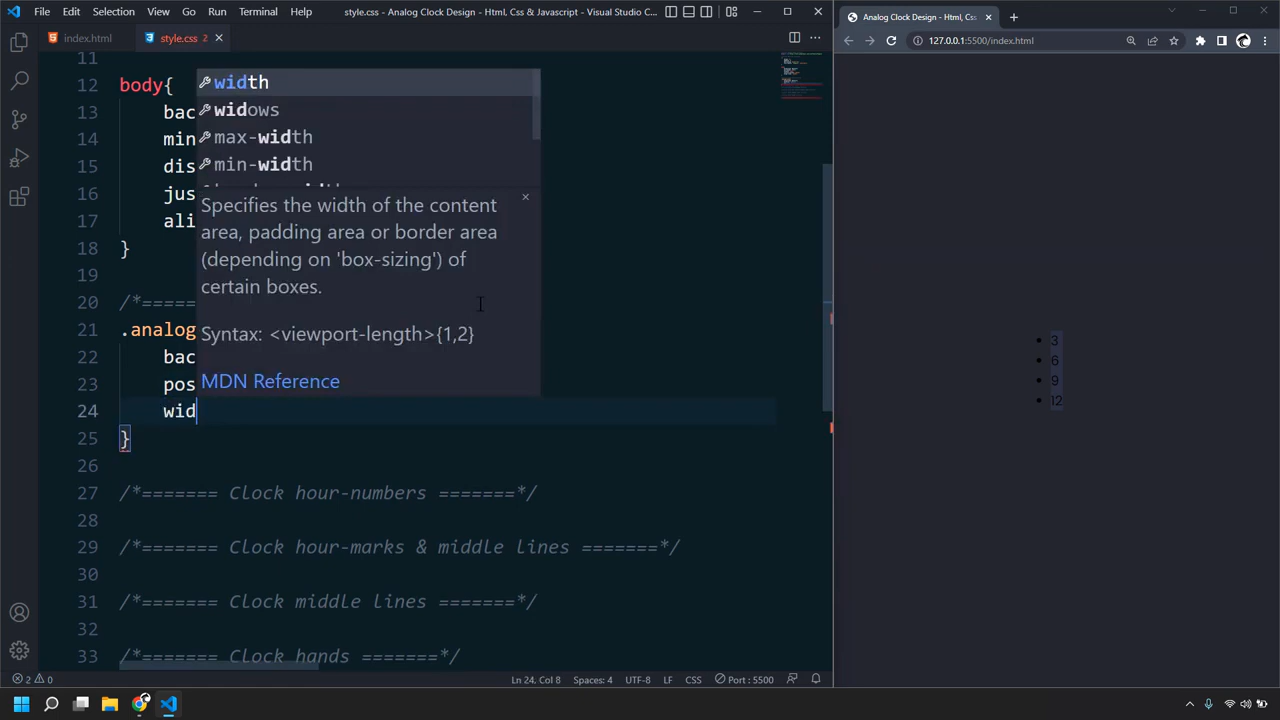 File Edit Selection View Go Run Terminal Help style.css - Analog Clock Design - Html, Css & Javascript - Visual Studio C...
Analog Clock Design - Html, Css
index.html style.css 2
127.0.0.1:5500/index.html
11
12 body{
width
13 bac
widows
14 min
max-width
15 dis
min-width
16 jus
17 ali
18 }
19
20 /*=
21 .analog
22 bac
23 pos
24 wid
25 }
Specifies the width of the content
area, padding area or border area
(depending on 'box-sizing') of
certain boxes.
Syntax: <viewport-length>{1,2}
MDN Reference
26
27 /*======= Clock hour-numbers =======*/
28
29 /*======= Clock hour-marks & middle lines =======*/
30
31 /*======= Clock middle lines =======*/
32
33 /*======= Clock hands =======*/
3
6
9
12
2 0 Ln 24, Col 8 Spaces: 4 UTF-8 LF CSS Port : 5500